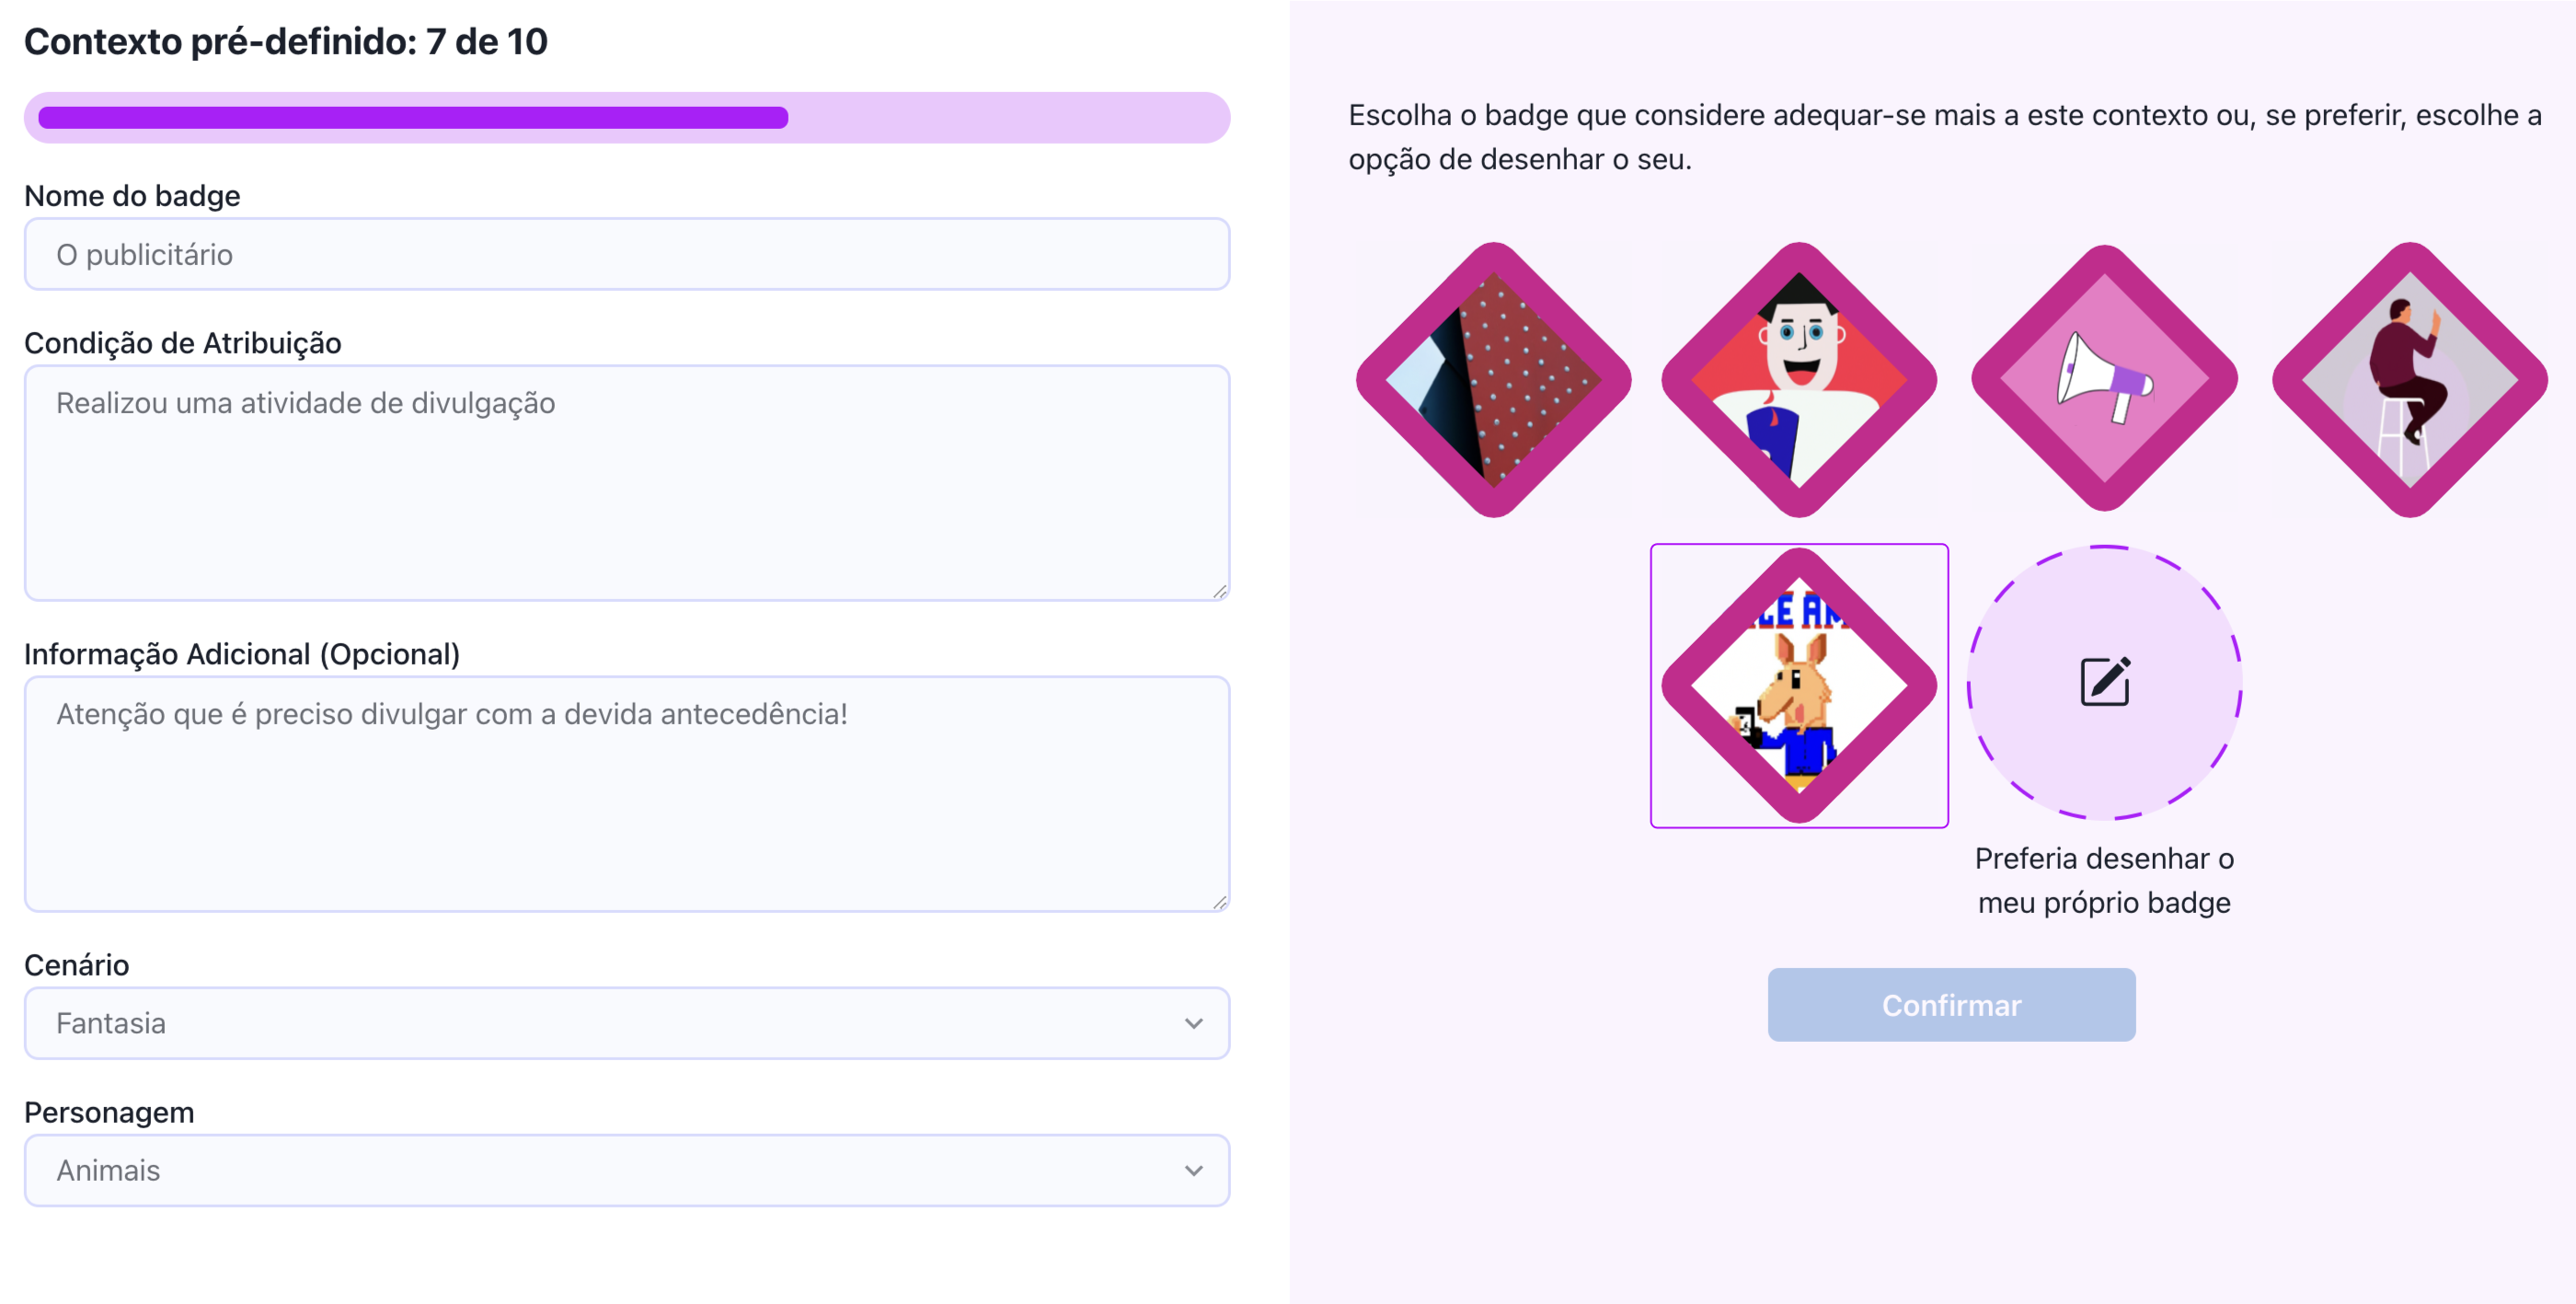 Contexto pré-definido: 7 de 10
Nome do badge
O publicitário
Condição de Atribuição
Realizou uma atividade de divulgação
Informação Adicional (Opcional)
Atenção que é preciso divulgar com a devida antecedência!
Cenário
Fantasia
Personagem
Animais
Escolha o badge que considere adequar-se mais a este contexto ou, se preferir, escolhe a
opção de desenhar o seu.
Preferia desenhar o
meu próprio badge
Confirmar